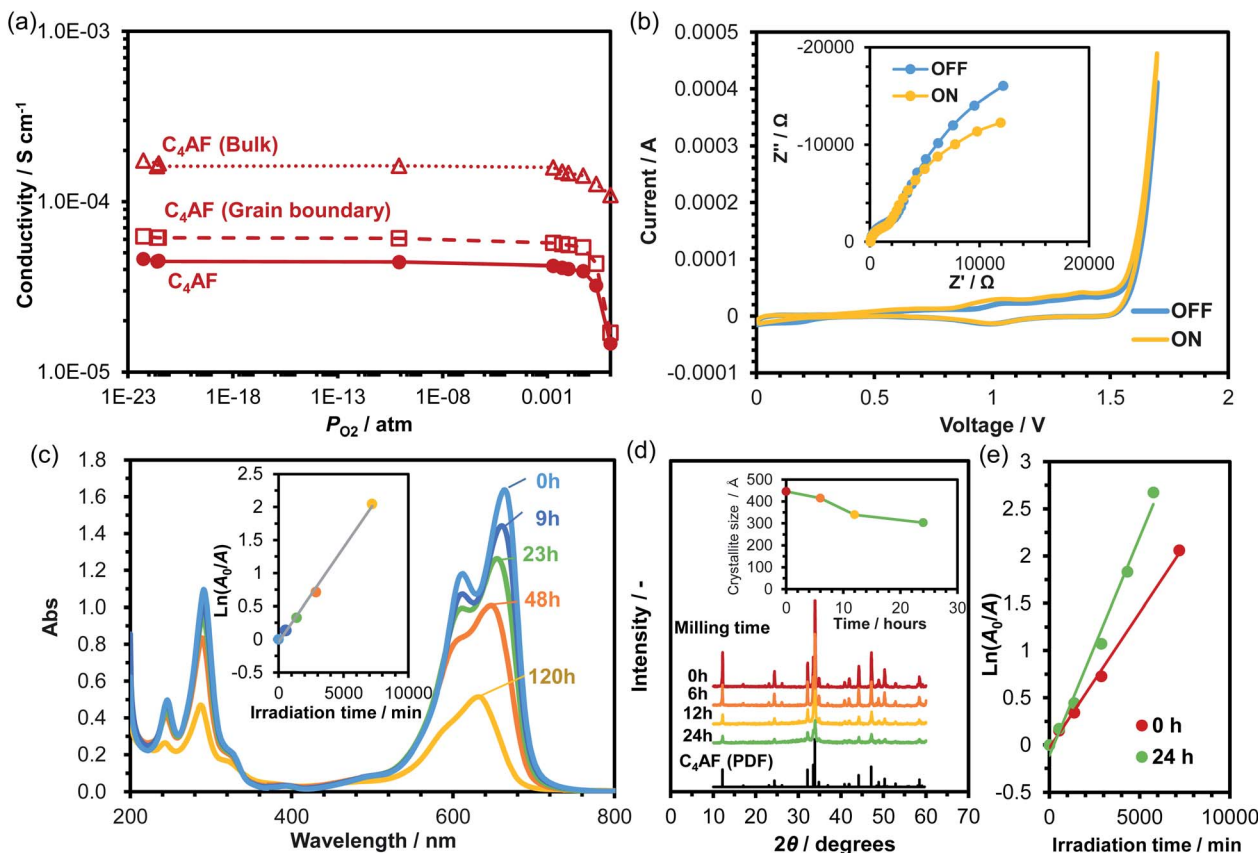 (a)
1.0E-03
1.0E-04
1.0E-05
Conductivity / S cm⁻¹
C₄AF (Bulk)
C₄AF (Grain boundary)
C₄AF
1E-23 1E-18 1E-13 1E-08 0.001
P_O2 / atm
(b)
0.0005
0.0004
0.0003
0.0002
0.0001
0
-0.0001
Current / A
-20000
-10000
0
Z'' / Ω
OFF
ON
0 10000 20000
Z' / Ω
OFF
ON
0 0.5 1 1.5 2
Voltage / V
(c)
1.8
1.6
1.4
1.2
1.0
0.8
0.6
0.4
0.2
0.0
Abs
2.5
2
1.5
1
0.5
0
-0.5
Ln(A₀/A)
0 5000 10000
Irradiation time / min
0h
9h
23h
48h
120h
200 400 600 800
Wavelength / nm
(d)
Intensity / -
500
400
300
200
100
0
Crystallite size / Å
0 10 20 30
Time / hours
Milling time
0h
6h
12h
24h
C₄AF (PDF)
0 10 20 30 40 50 60 70
2θ / degrees
(e)
3
2.5
2
1.5
1
0.5
0
-0.5
Ln(A₀/A)
0 h
24 h
0 5000 10000
Irradiation time / min